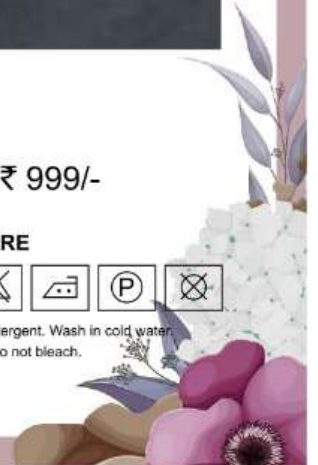 ₹ 999/-
RE
P
ergent. Wash in cold water.
o not bleach.